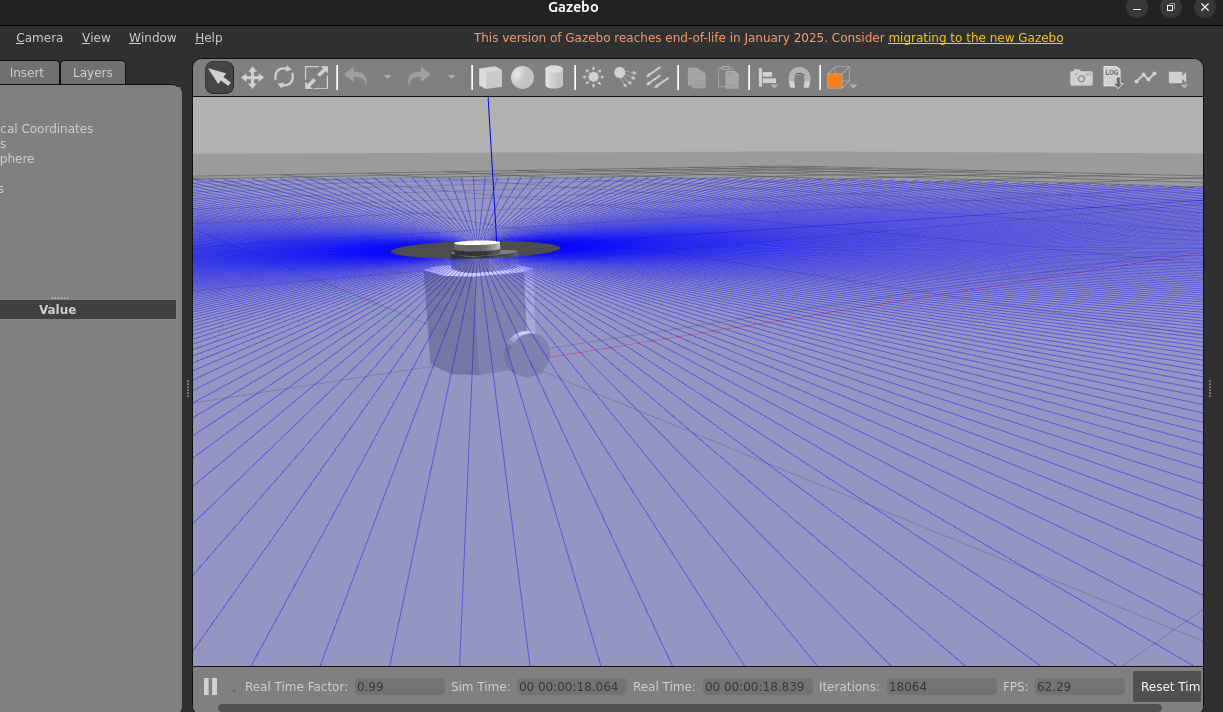 Gazebo
Camera View Window Help
This version of Gazebo reaches end-of-life in January 2025. Consider migrating to the new Gazebo
Insert Layers
LOG
cal Coordinates
s
phere
s
Value
Real Time Factor: 0.99 Sim Time: 00 00:00:18.064 Real Time: 00 00:00:18.839 Iterations: 18064 FPS: 62.29 Reset Tim